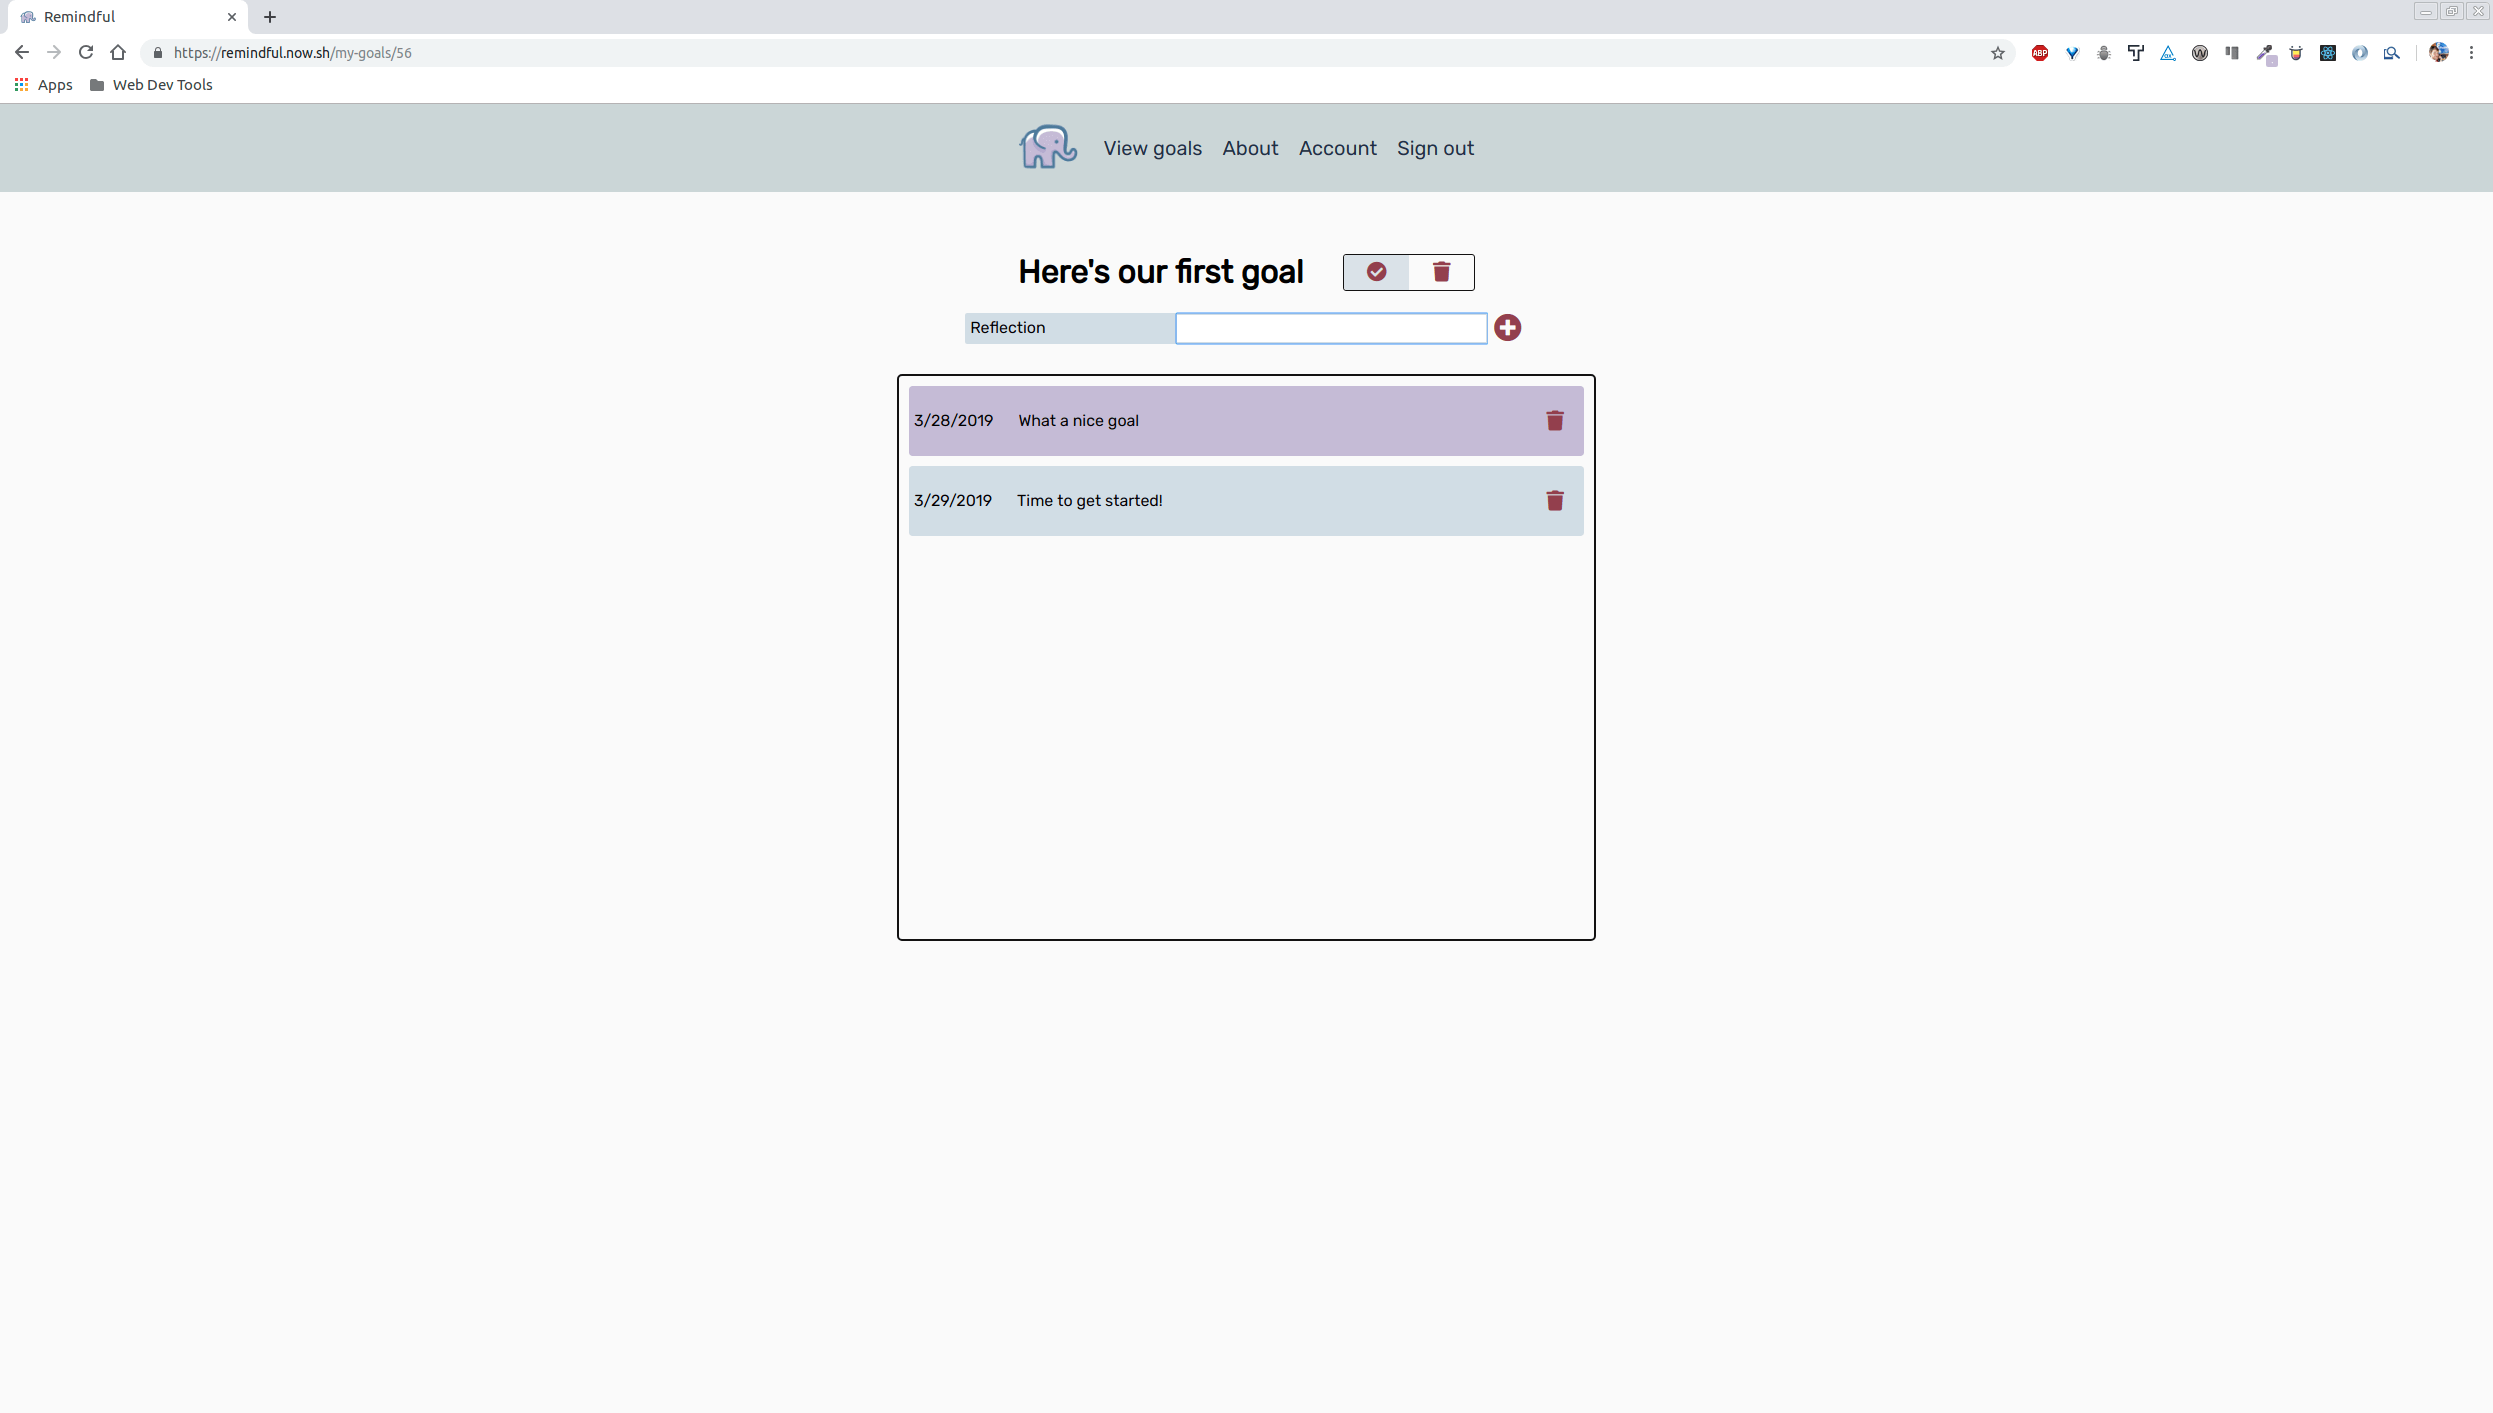 Remindful
https://remindful.now.sh/my-goals/56
ABP
Apps
Web Dev Tools
View goals
About
Account
Sign out
Here's our first goal
Reflection
3/28/2019 What a nice goal
3/29/2019 Time to get started!